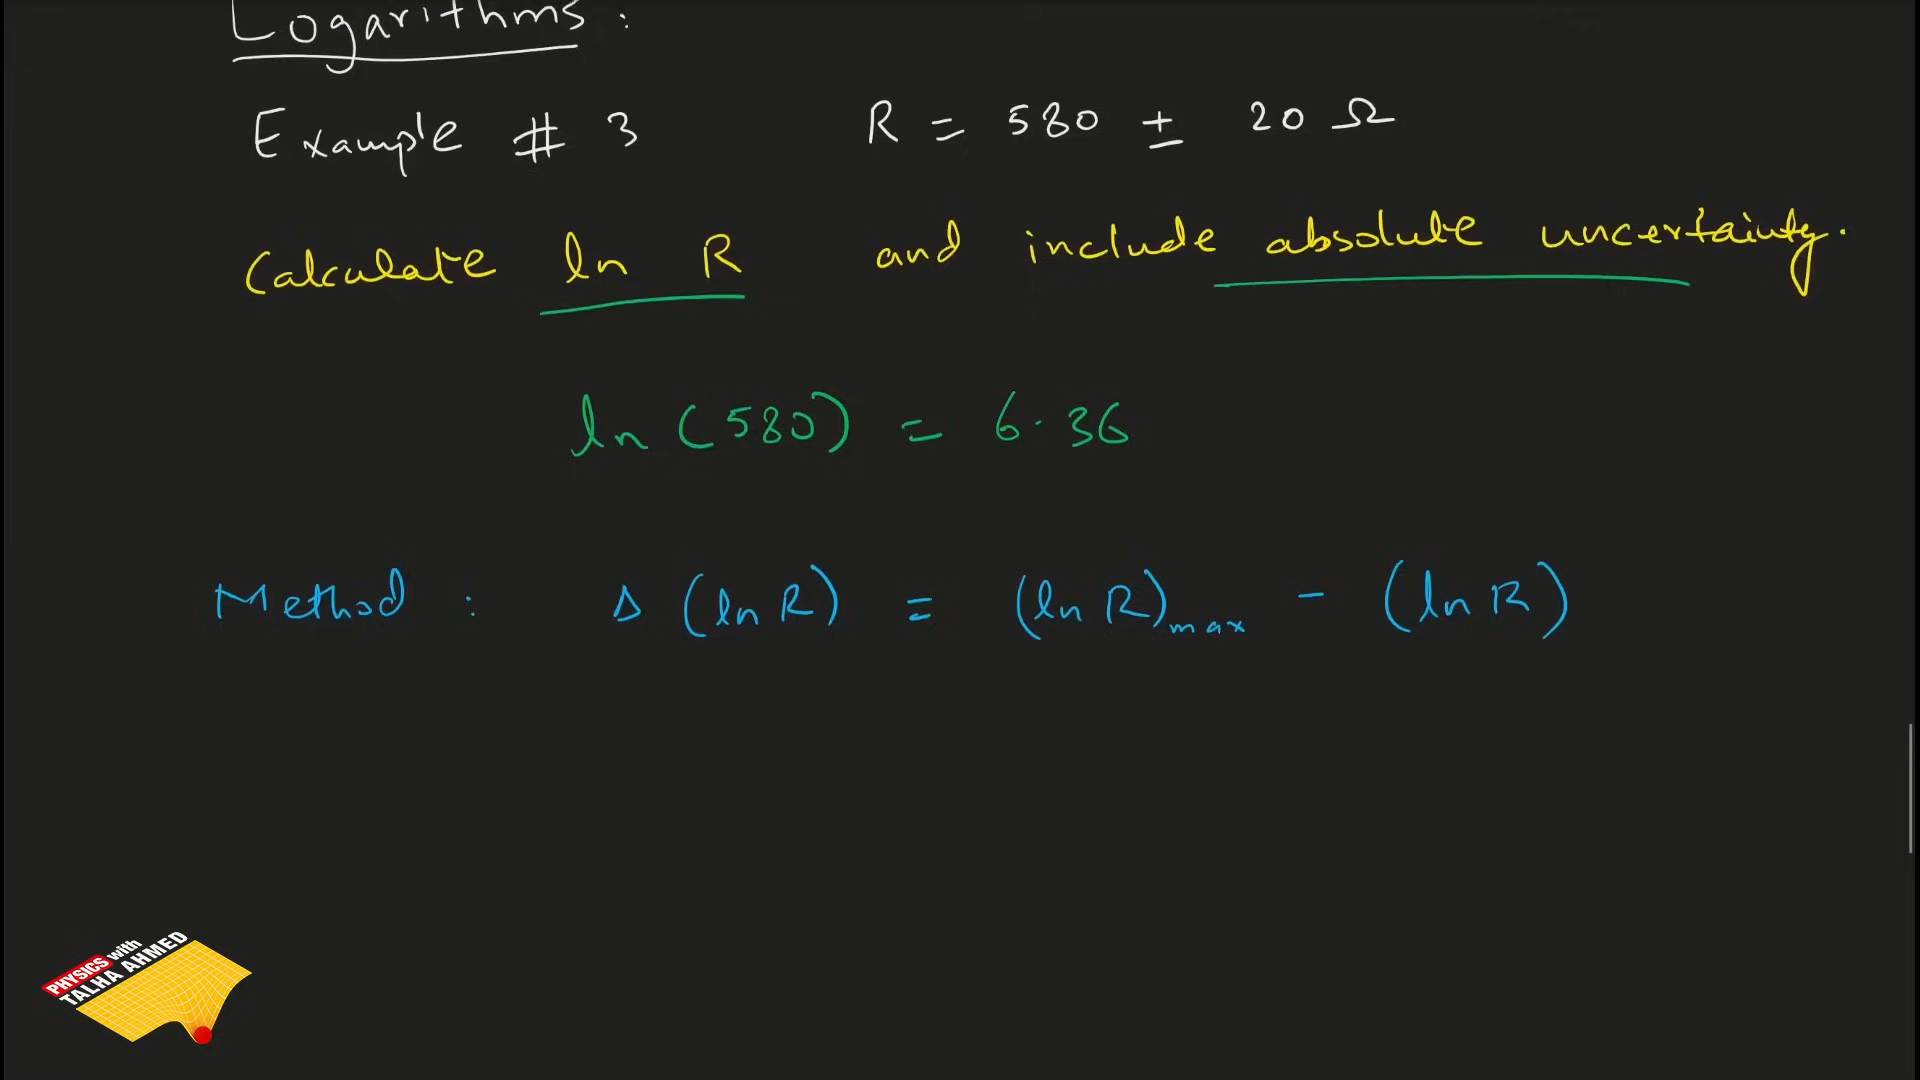 Logarithms :
Example # 3 R = 580 ± 20 Ω
Calculate ln R and include absolute uncertainty.
ln (580) = 6.36
Method : Δ (ln R) = (ln R)max - (ln R)
PHYSICS with
TALHA AHMED